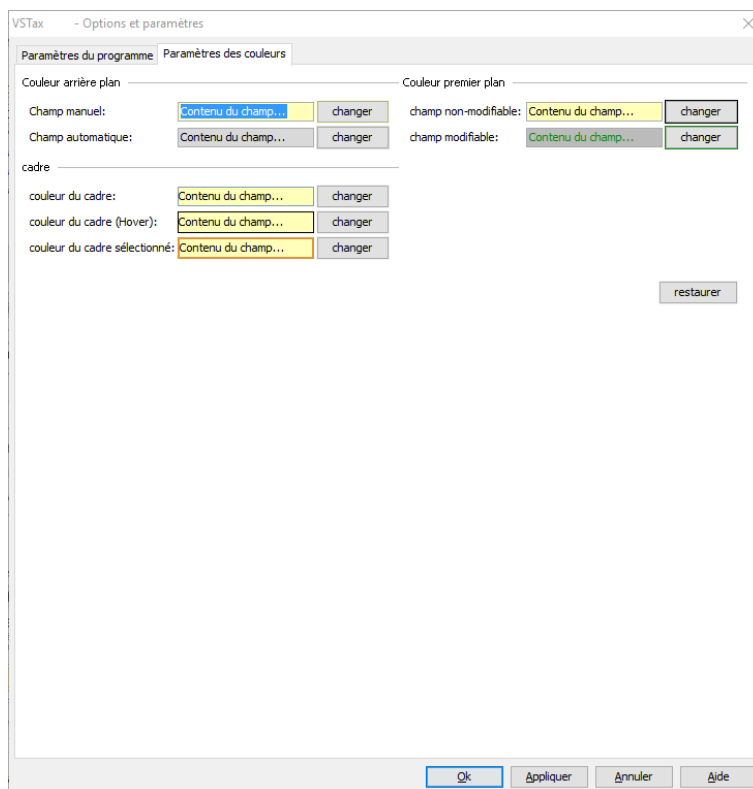 VSTax - Options et paramètres
Paramètres du programme Paramètres des couleurs
Couleur arrière plan
Champ manuel: Contenu du champ... changer
Champ automatique: Contenu du champ... changer
cadre
couleur du cadre: Contenu du champ... changer
couleur du cadre (Hover): Contenu du champ... changer
couleur du cadre sélectionné: Contenu du champ... changer
Couleur premier plan
champ non-modifiable: Contenu du champ... changer
champ modifiable: Contenu du champ... changer
restaurer
Ok Appliquer Annuler Aide